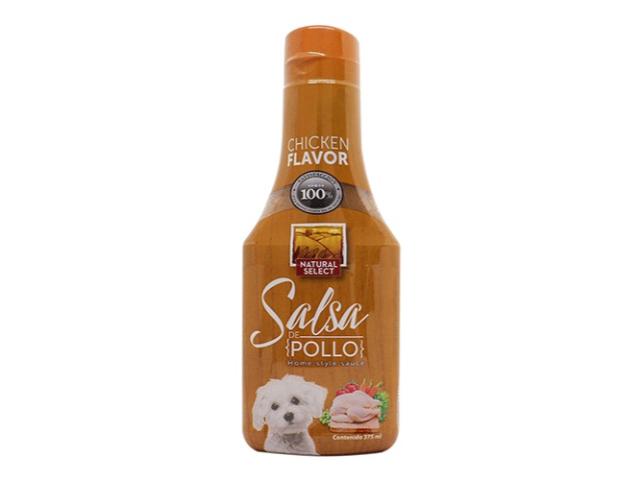 CHICKEN
FLAVOR
100%
NATURAL
SELECT
Salsa
DE
{POLLO}
Home style sauce
Contenido 375 ml